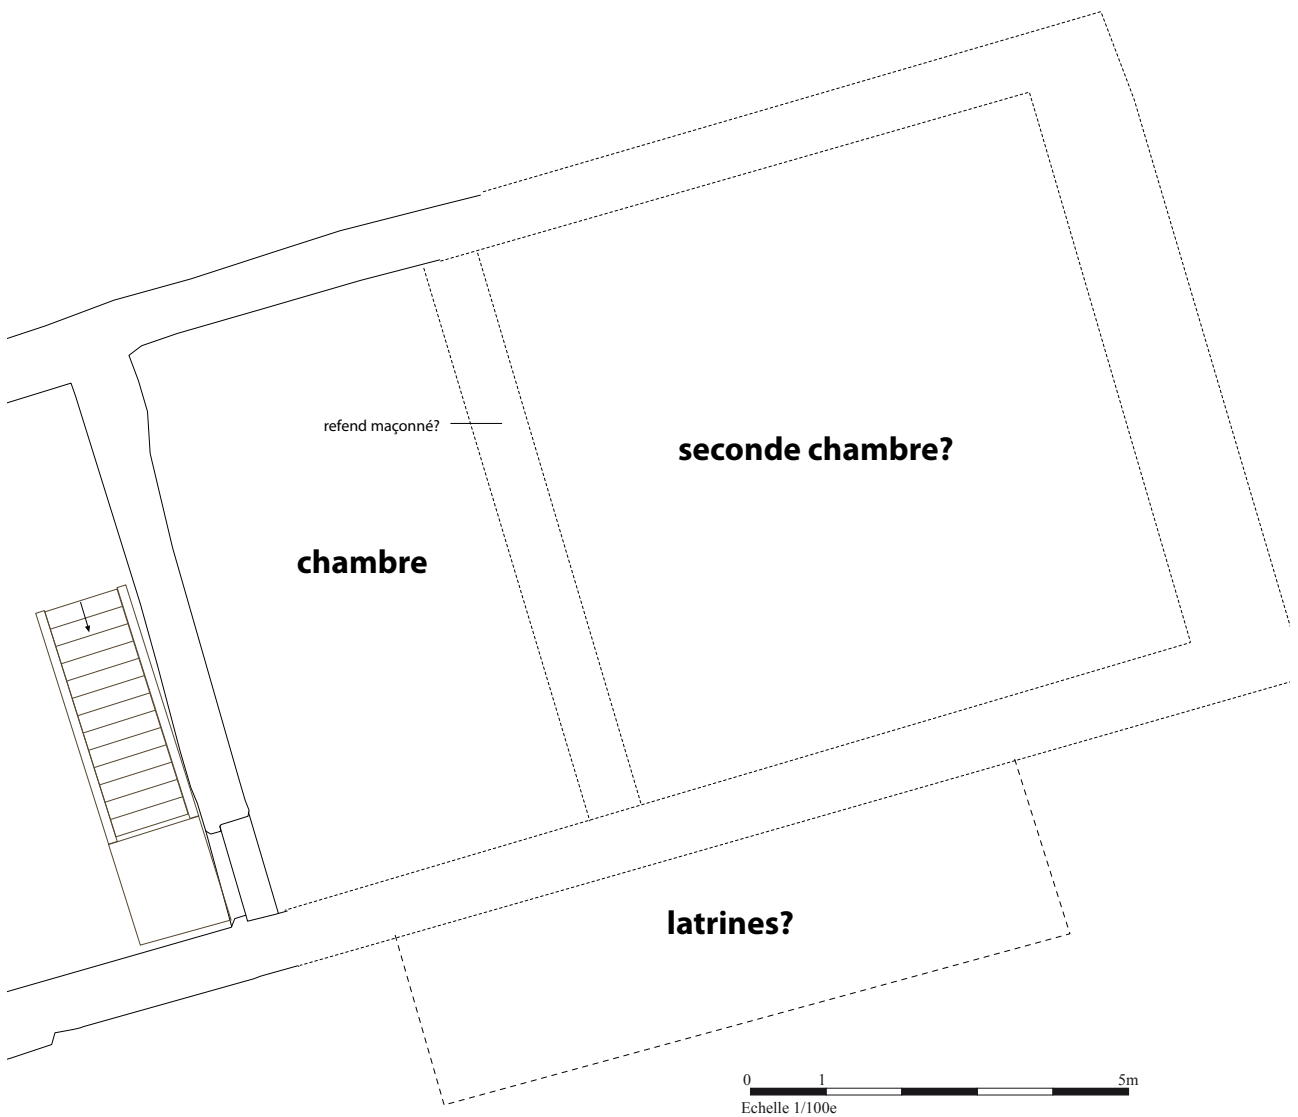 refend maçonné?
seconde chambre?
chambre
latrines?
0 1 5m
Echelle 1/100e